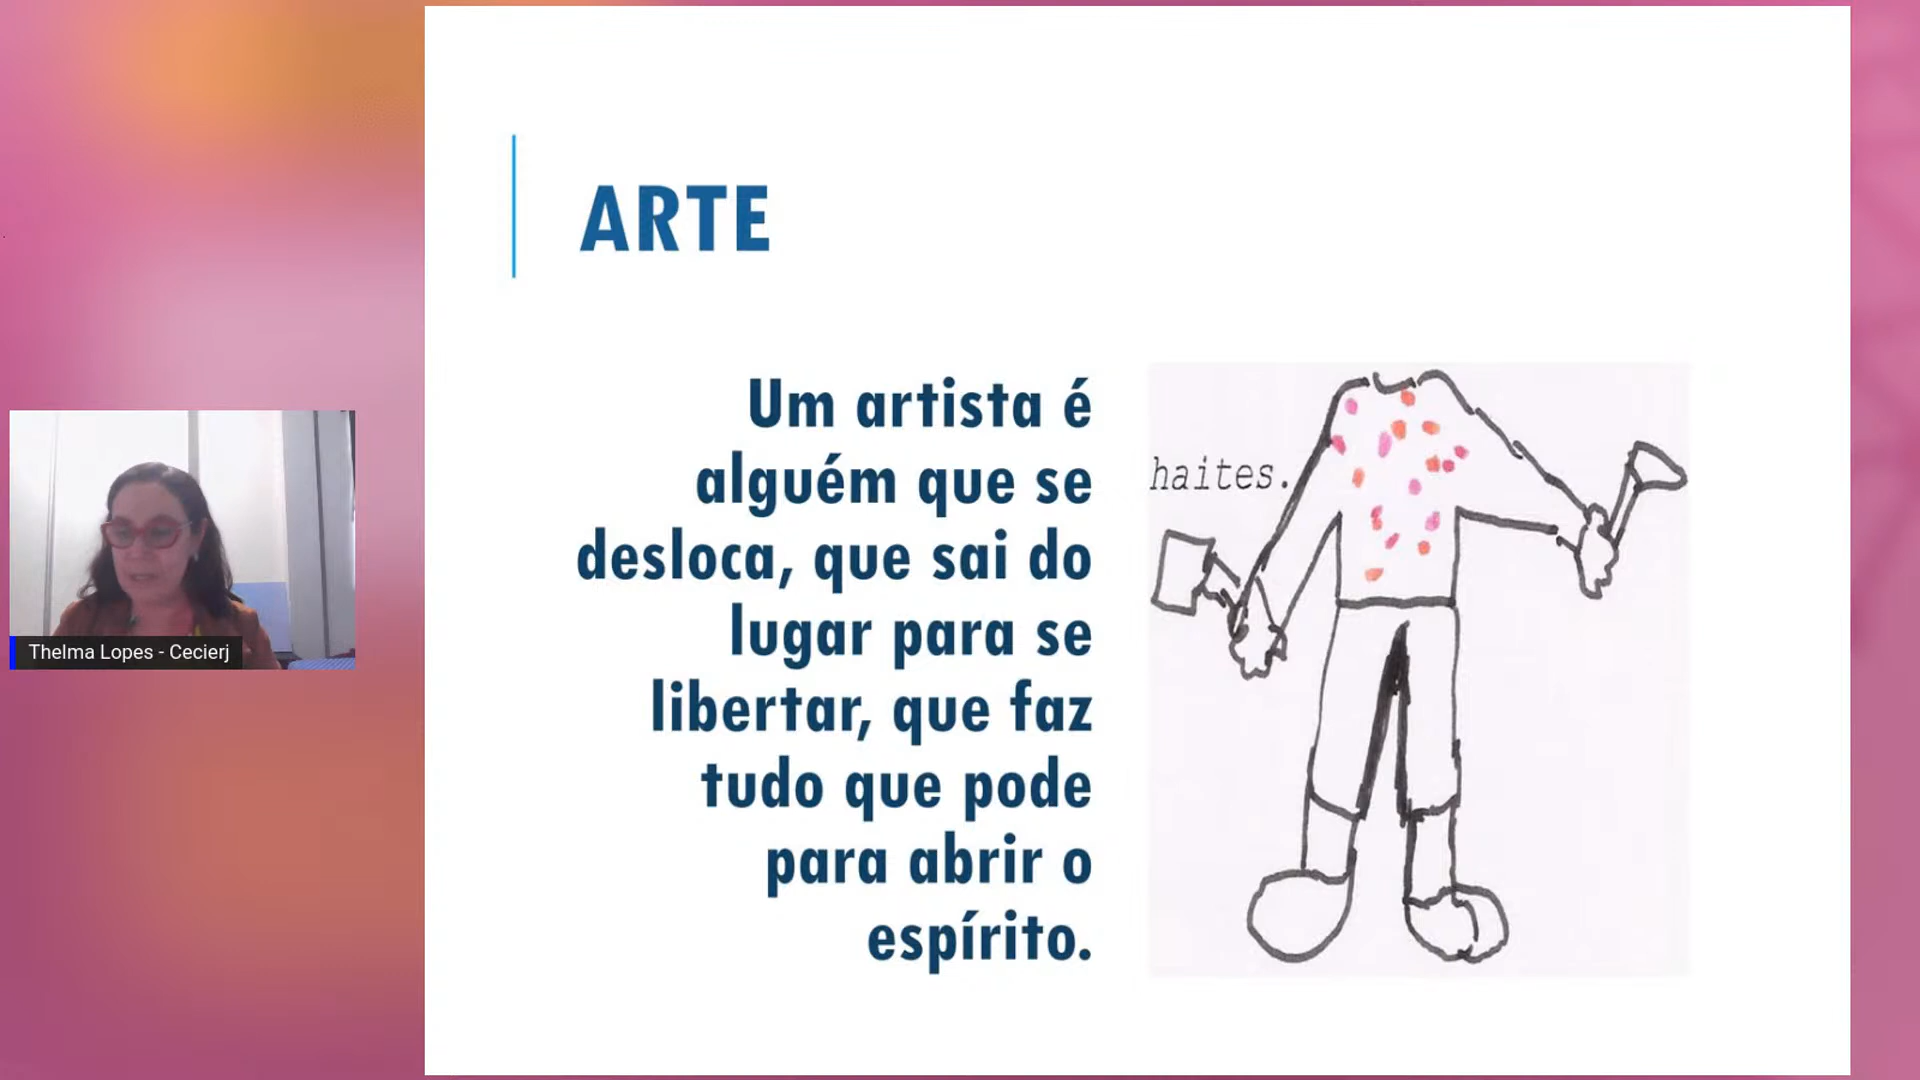 ARTE
Um artista é
alguém que se
desloca, que sai do
lugar para se
libertar, que faz
tudo que pode
para abrir o
espírito.
haites.
Thelma Lopes - Cecierj